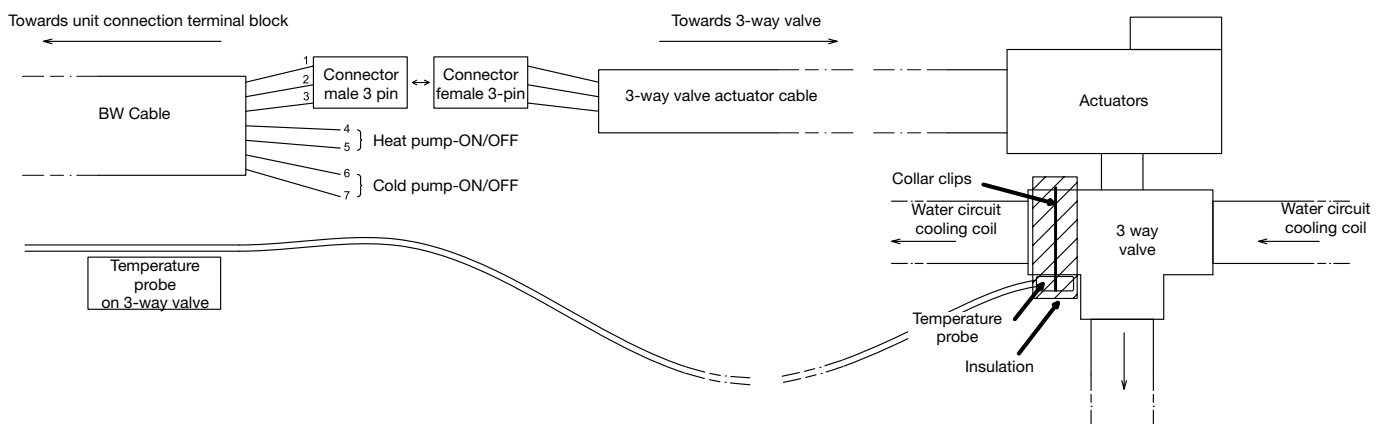 Towards unit connection terminal block
Towards 3-way valve
1
2
3
Connector
male 3 pin
Connector
female 3-pin
BW Cable
3-way valve actuator cable
Actuators
4
5
Heat pump-ON/OFF
6
7
Cold pump-ON/OFF
Collar clips
Water circuit
cooling coil
3 way
valve
Water circuit
cooling coil
Temperature
probe
on 3-way valve
Temperature
probe
Insulation